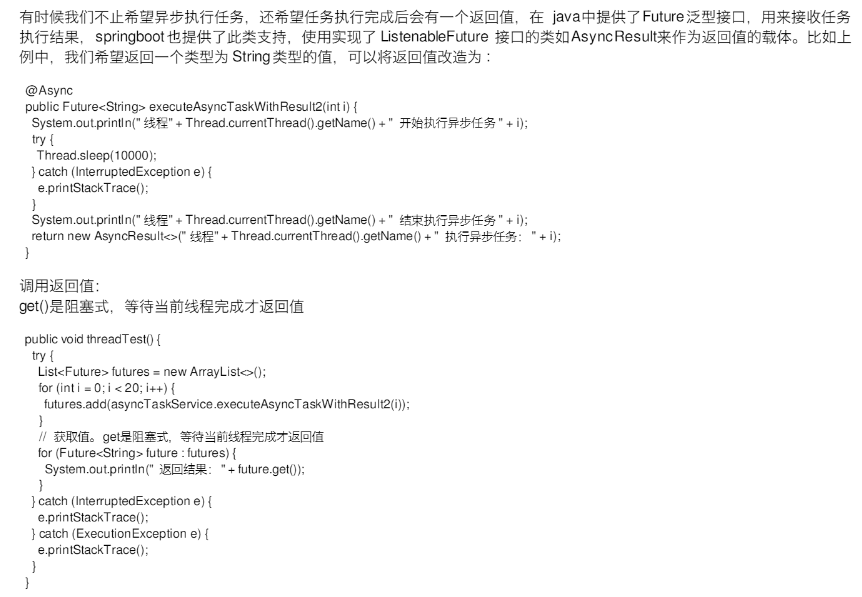 有时候我们不止希望异步执行任务，还希望任务执行完成后会有一个返回值，在 java中提供了Future泛型接口，用来接收任务
执行结果，springboot也提供了此类支持，使用实现了 ListenableFuture 接口的类如AsyncResult来作为返回值的载体。比如上
例中，我们希望返回一个类型为 String类型的值，可以将返回值改造为：
@Async
public Future<String> executeAsyncTaskWithResult2(int i) {
System.out.println(" 线程" + Thread.currentThread().getName() + " 开始执行异步任务 " + i);
try {
Thread.sleep(10000);
} catch (InterruptedException e) {
e.printStackTrace();
}
System.out.println(" 线程" + Thread.currentThread().getName() + " 结束执行异步任务 " + i);
return new AsyncResult<>(" 线程" + Thread.currentThread().getName() + " 执行异步任务： " + i);
}
调用返回值：
get()是阻塞式，等待当前线程完成才返回值
public void threadTest() {
try {
List<Future> futures = new ArrayList<>();
for (int i = 0; i < 20; i++) {
futures.add(asyncTaskService.executeAsyncTaskWithResult2(i));
}
// 获取值。get是阻塞式，等待当前线程完成才返回值
for (Future<String> future : futures) {
System.out.println(" 返回结果： " + future.get());
}
} catch (InterruptedException e) {
e.printStackTrace();
} catch (ExecutionException e) {
e.printStackTrace();
}
}